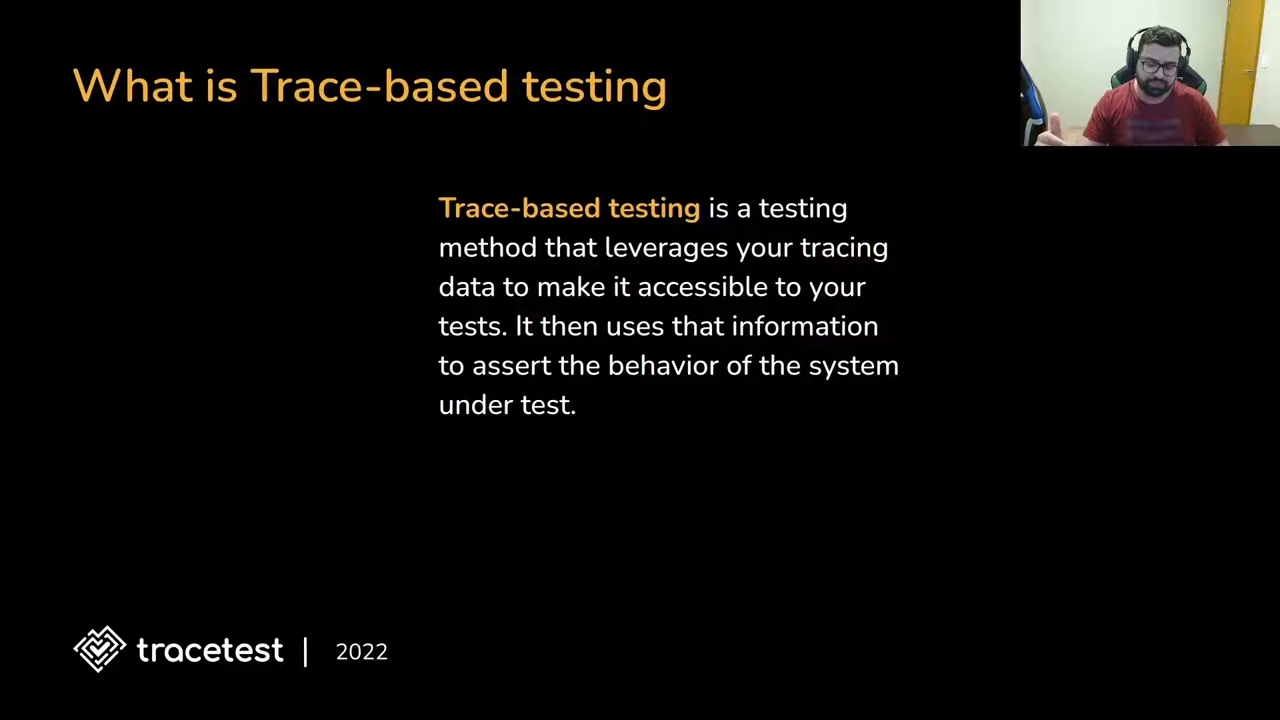 What is Trace-based testing
Trace-based testing is a testing
method that leverages your tracing
data to make it accessible to your
tests. It then uses that information
to assert the behavior of the system
under test.
tracetest | 2022